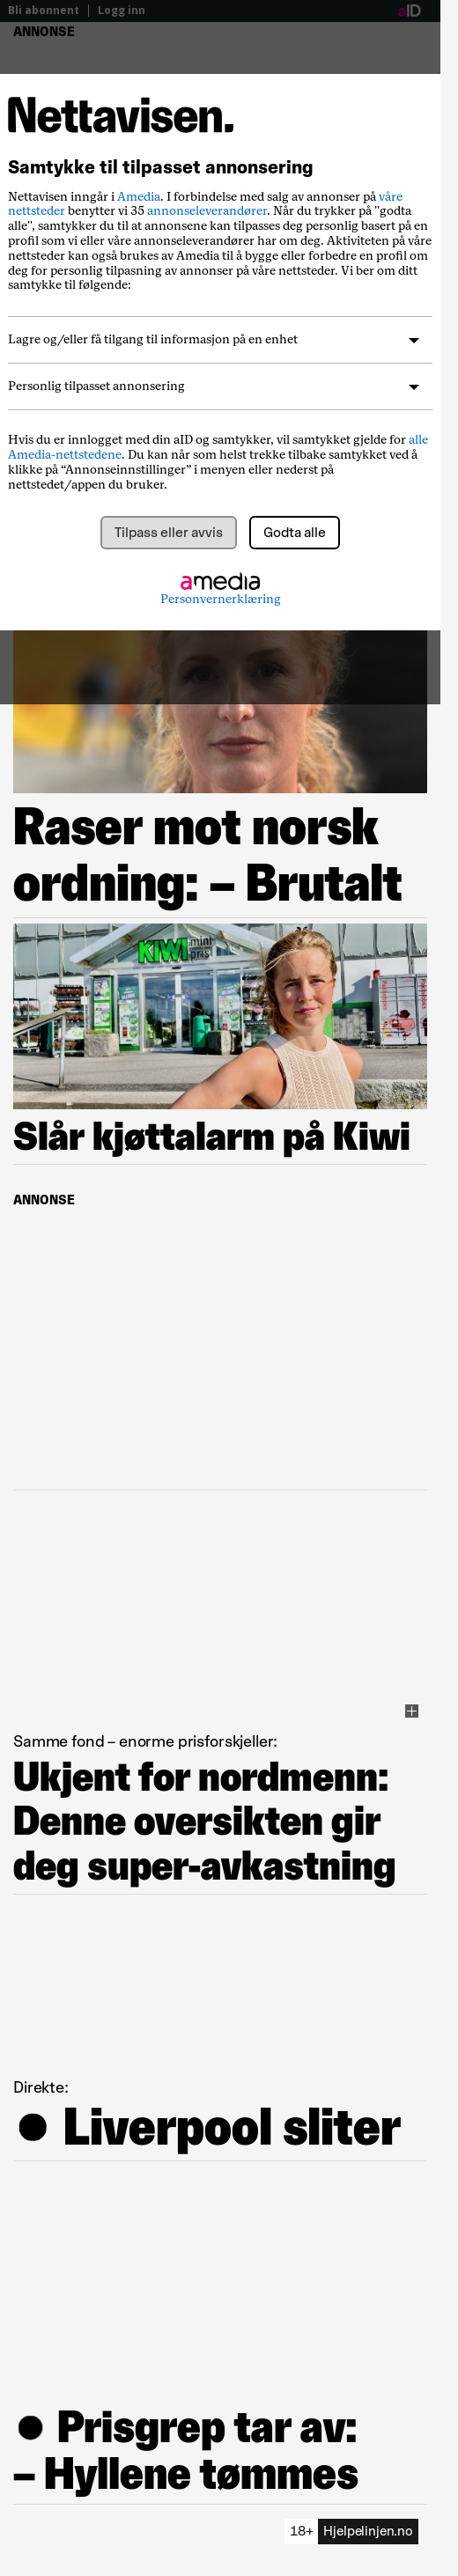 Bli abonnent | Logg inn
aID
ANNONSE
Nettavisen.
Samtykke til tilpasset annonsering
Nettavisen inngår i Amedia. I forbindelse med salg av annonser på våre
nettsteder benytter vi 35 annonseleverandører. Når du trykker på "godta
alle", samtykker du til at annonsene kan tilpasses deg personlig basert på en
profil som vi eller våre annonseleverandører har om deg. Aktiviteten på våre
nettsteder kan også brukes av Amedia til å bygge eller forbedre en profil om
deg for personlig tilpasning av annonser på våre nettsteder. Vi ber om ditt
samtykke til følgende:
Lagre og/eller få tilgang til informasjon på en enhet
Personlig tilpasset annonsering
Hvis du er innlogget med din aID og samtykker, vil samtykket gjelde for alle
Amedia-nettstedene. Du kan når som helst trekke tilbake samtykket ved å
klikke på “Annonseinnstillinger” i menyen eller nederst på
nettstedet/appen du bruker.
Tilpass eller avvis
Godta alle
amedia
Personvernerklæring
Raser mot norsk
ordning: – Brutalt
KIWI mini pris
Slår kjøttalarm på Kiwi
ANNONSE
Samme fond – enorme prisforskjeller:
Ukjent for nordmenn:
Denne oversikten gir
deg super-avkastning
Direkte:
● Liverpool sliter
● Prisgrep tar av:
– Hyllene tømmes
18+ Hjelpelinjen.no